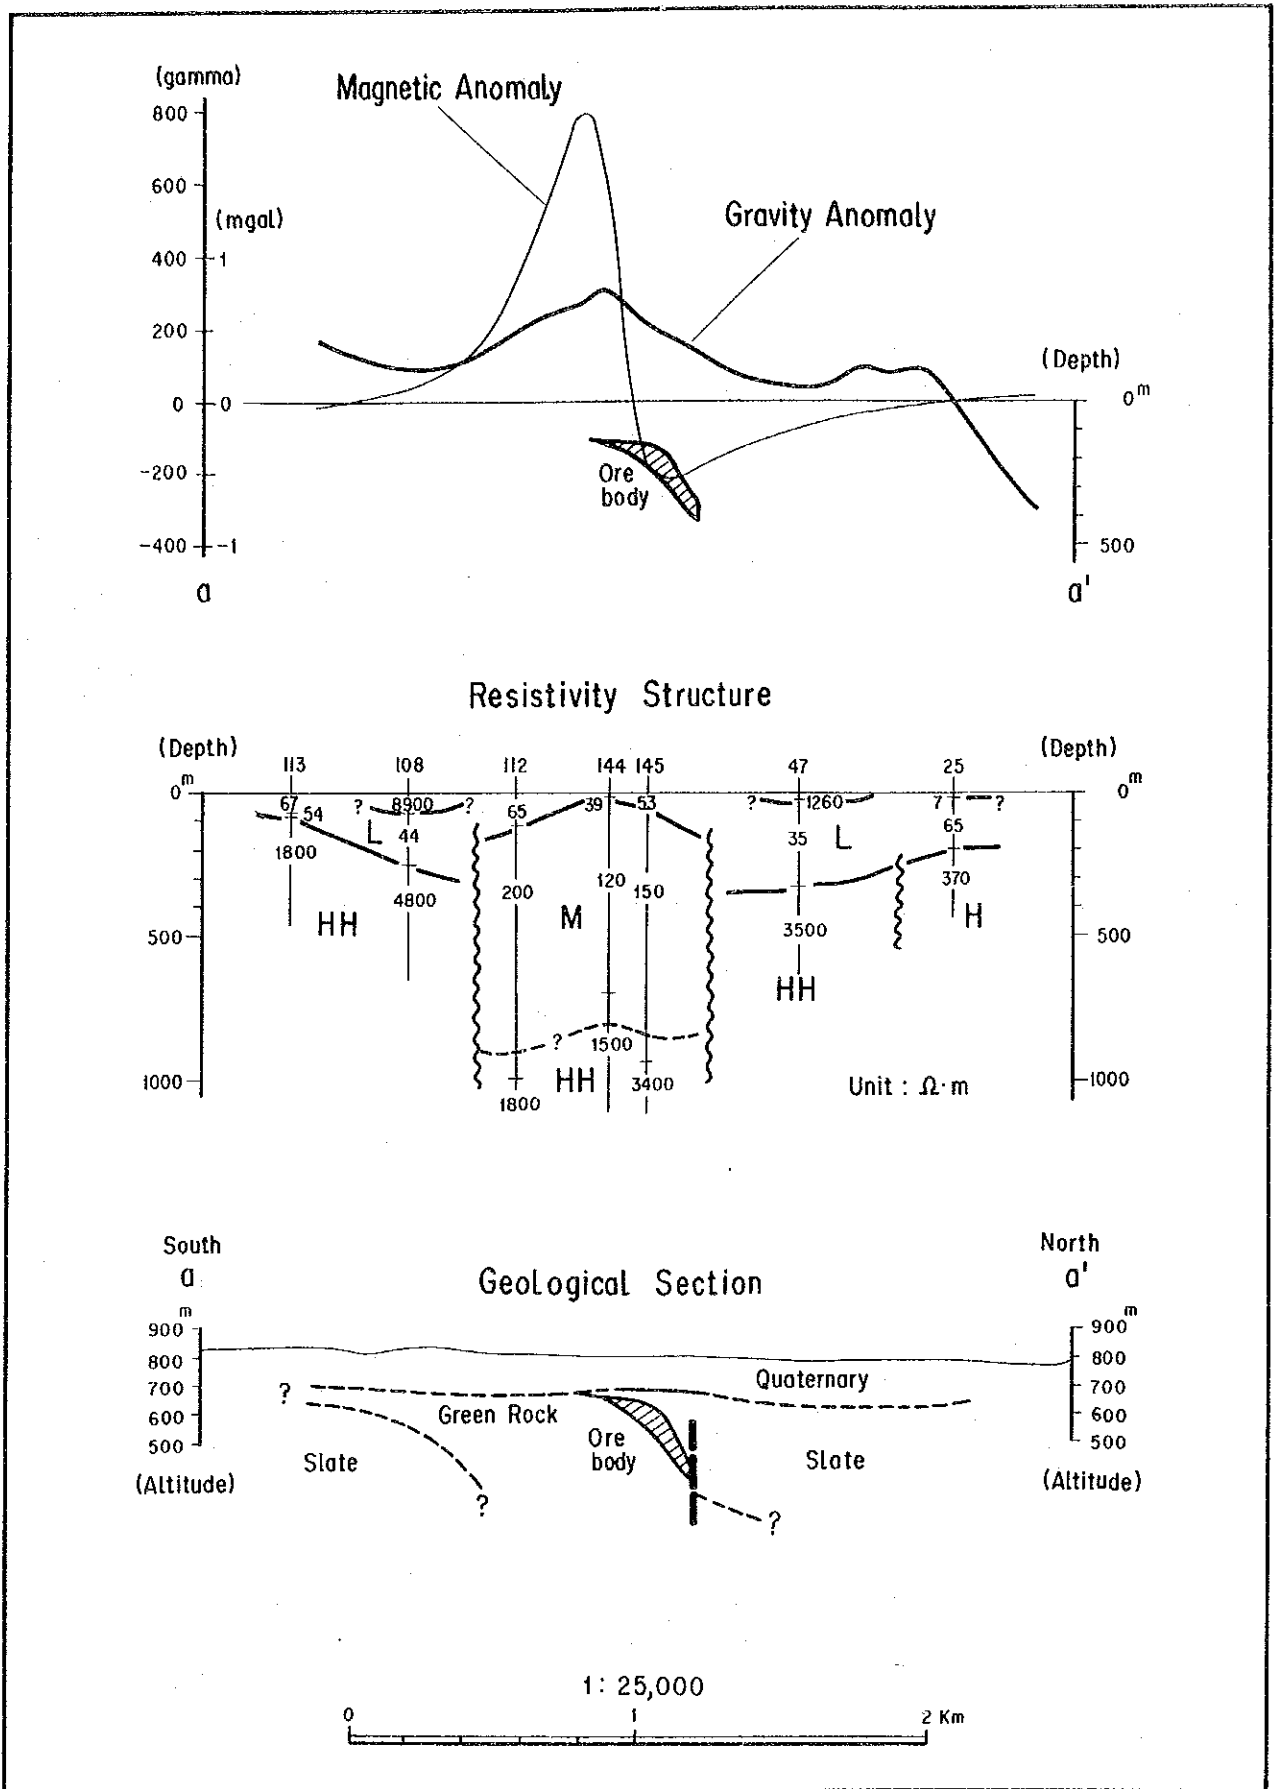 (gamma)
Magnetic Anomaly
800
600
(mgal)
Gravity Anomaly
400 1
200
(Depth)
0 0
0 m
-200
Ore
body
-400 -1
500
a a'
Resistivity Structure
(Depth) (Depth)
113 108 112 144 145 47 25
m m
0 0
67 54 ? 8900 ? 65 39 53 ? 1260 7 ?
L 44 35 L 65
1800 200 120 150 370
4800
HH M H
500 3500 500
HH
? 1500
HH 3400
1000 Unit : Ω·m 1000
1800
South North
a a'
Geological Section
m m
900 900
800 800
Quaternary
700 700
?
Green Rock
600 600
Ore
body
500 500
Slate Slate
(Altitude) (Altitude)
? ?
1: 25,000
0 1 2 Km